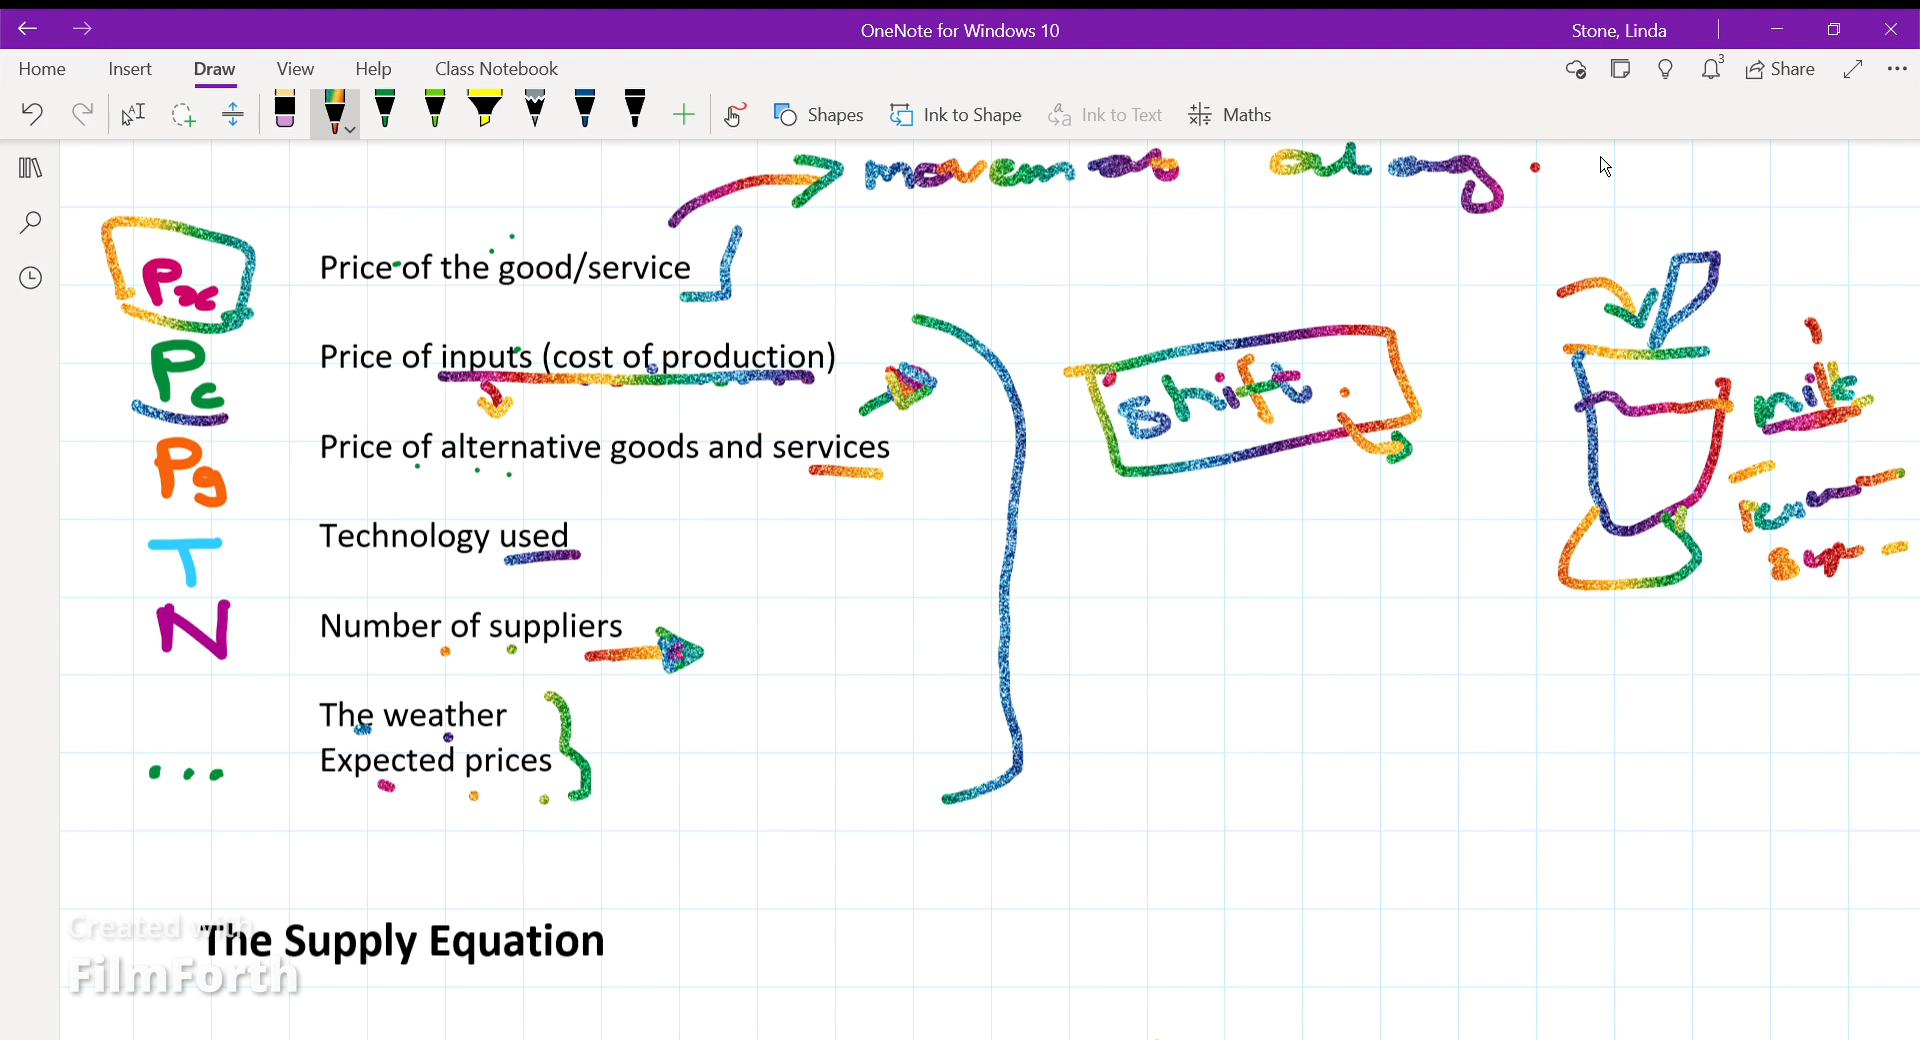 OneNote for Windows 10
Stone, Linda
Home Insert Draw View Help Class Notebook
3 Share
Shapes Ink to Shape Ink to Text Maths
Px Price of the good/service
Pc Price of inputs (cost of production)
shift
milk
Pg Price of alternative goods and services
T Technology used
N Number of suppliers
The weather
... Expected prices
Created with
The Supply Equation
FilmForth